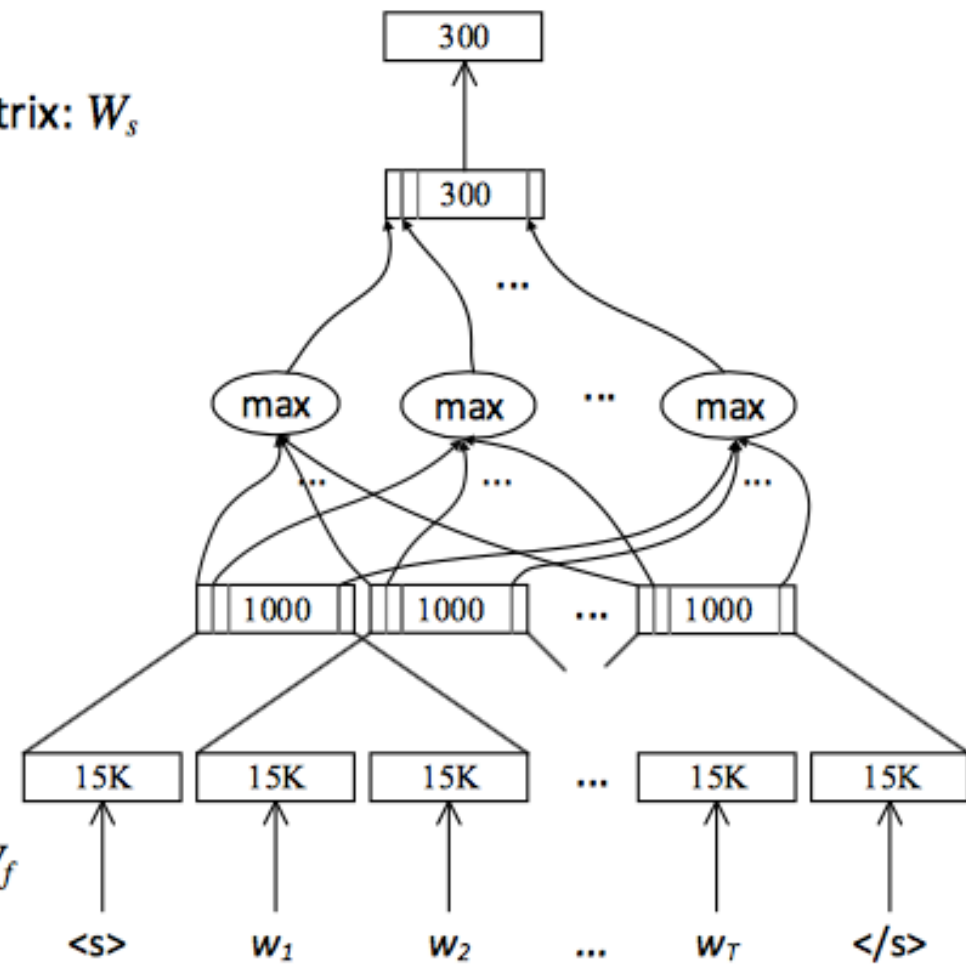 300
trix: Ws
300
...
max max ... max
... ... ...
1000 1000 ... 1000
15K 15K 15K ... 15K 15K
f
<s> w1 w2 ... wT </s>